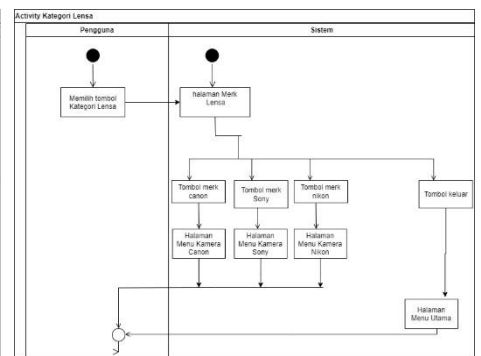 Activity Kategori Lensa
Pengguna
Sistem
Memilih tombol
Kategori Lensa
halaman Merk
Lensa
Tombol merk
canon
Tombol merk
Sony
Tombol merk
nikon
Tombol keluar
Halaman
Menu Kamera
Canon
Halaman
Menu Kamera
Sony
Halaman
Menu Kamera
Nikon
Halaman
Menu Utama